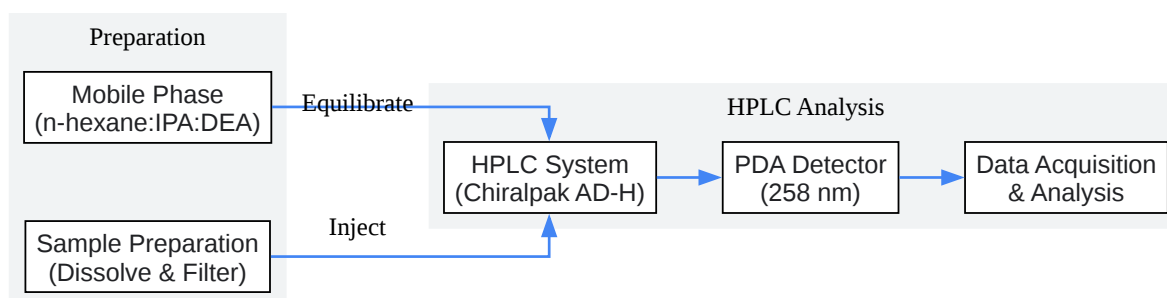 Preparation
Mobile Phase
(n-hexane:IPA:DEA)
Equilibrate
HPLC Analysis
HPLC System
(Chiralpak AD-H)
PDA Detector
(258 nm)
Data Acquisition
& Analysis
Sample Preparation
(Dissolve & Filter)
Inject